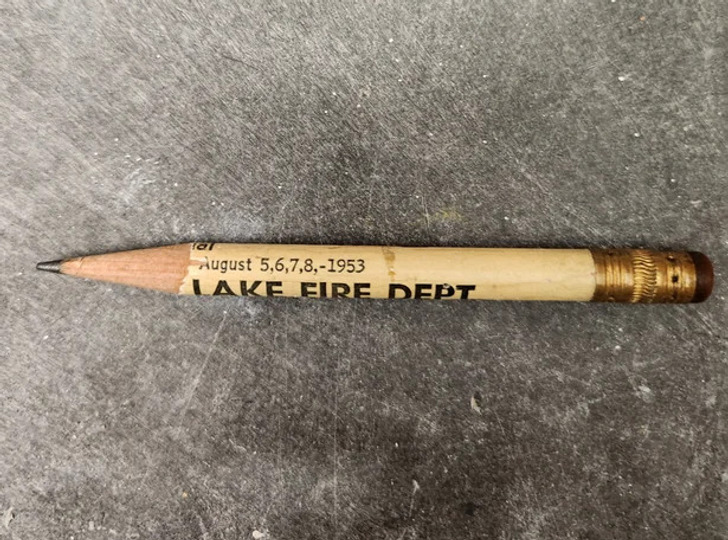 August 5,6,7,8,-1953
LAKE FIRE DEPT